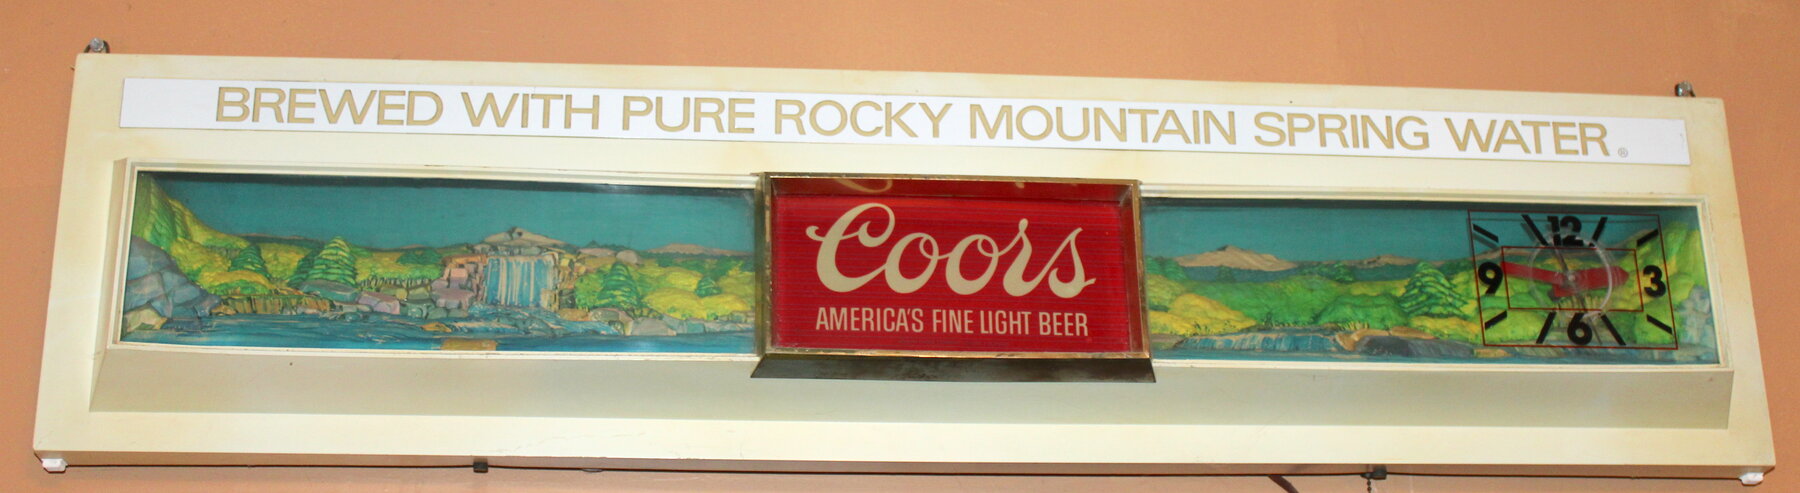 BREWED WITH PURE ROCKY MOUNTAIN SPRING WATER ®
Coors
AMERICA'S FINE LIGHT BEER
12
9 3
6